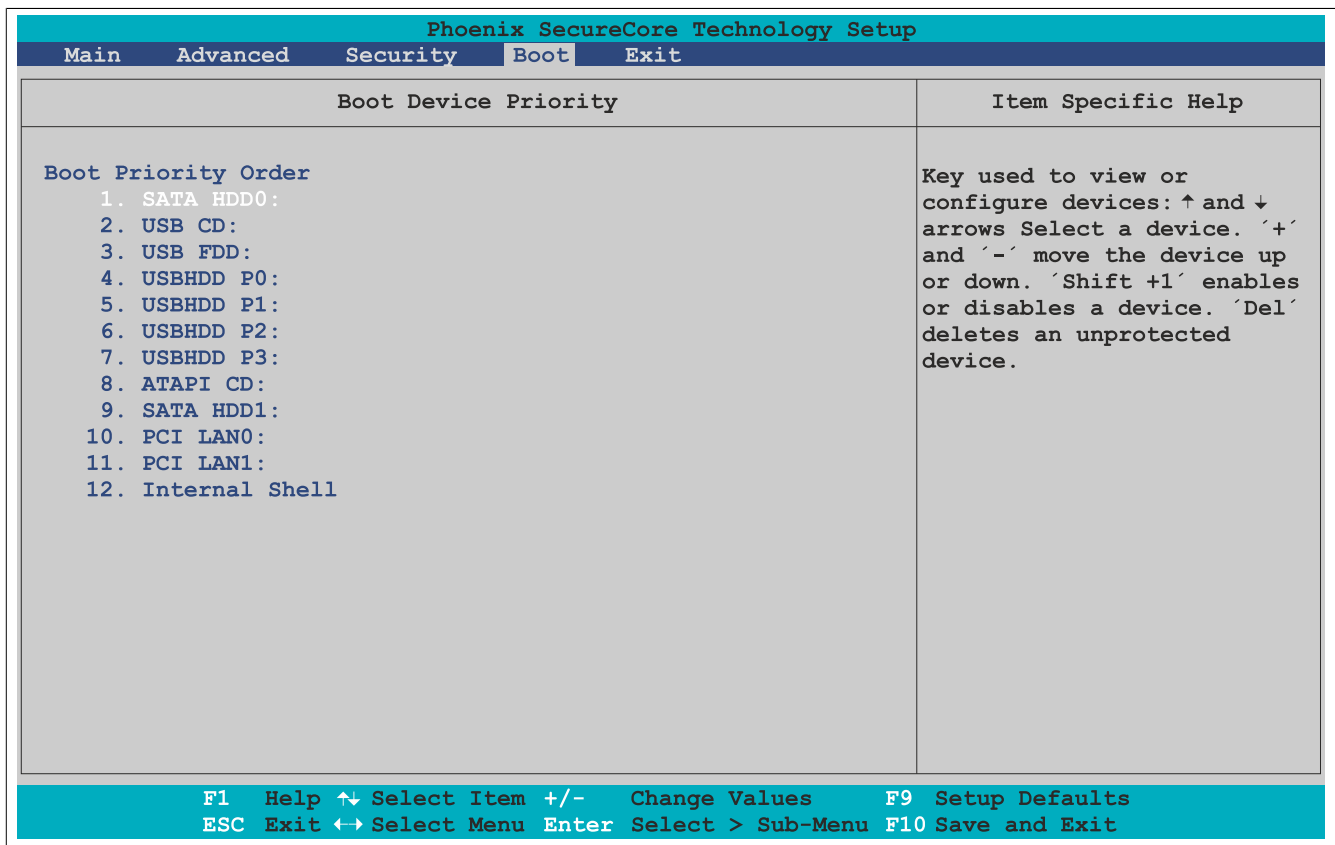 Phoenix SecureCore Technology Setup
Main Advanced Security Boot Exit
Boot Device Priority
Item Specific Help
Boot Priority Order
1. SATA HDD0:
2. USB CD:
3. USB FDD:
4. USBHDD P0:
5. USBHDD P1:
6. USBHDD P2:
7. USBHDD P3:
8. ATAPI CD:
9. SATA HDD1:
10. PCI LAN0:
11. PCI LAN1:
12. Internal Shell
Key used to view or
configure devices: ↑ and ↓
arrows Select a device. ´+´
and ´-´ move the device up
or down. ´Shift +1´ enables
or disables a device. ´Del´
deletes an unprotected
device.
F1 Help ↑↓ Select Item +/- Change Values F9 Setup Defaults
ESC Exit ↔ Select Menu Enter Select > Sub-Menu F10 Save and Exit